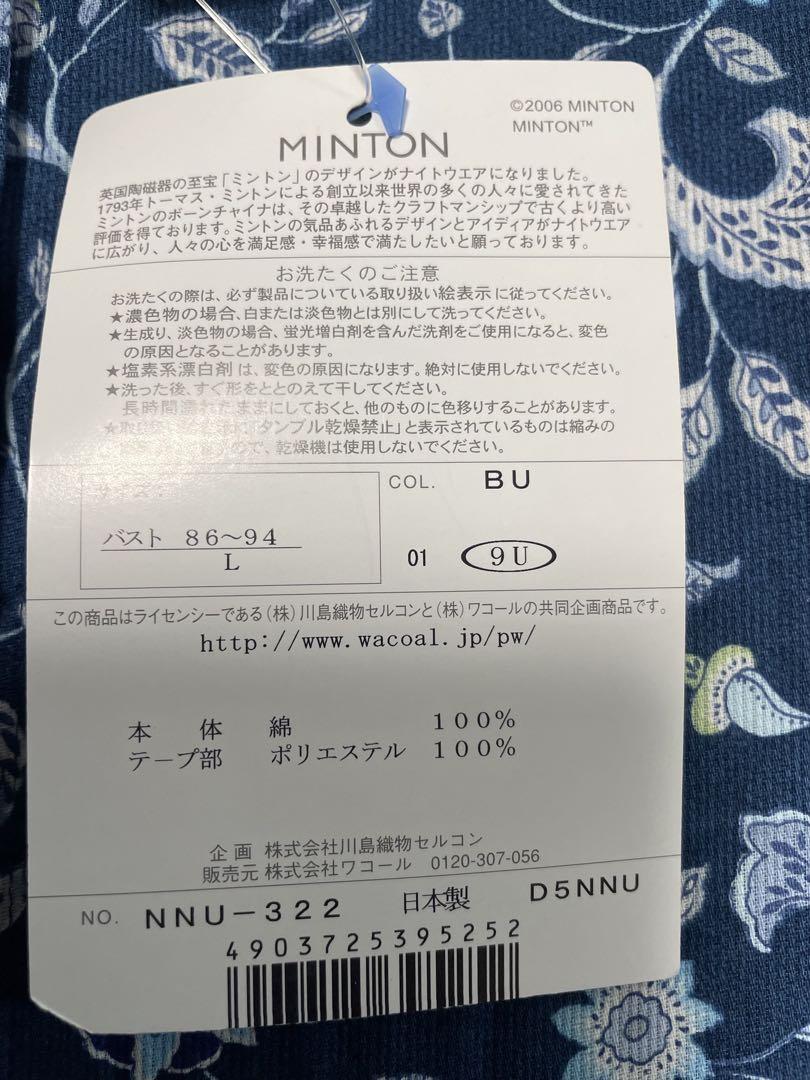 ©2006 MINTON
MINTON™
MINTON
英国陶磁器の至宝「ミントン」のデザインがナイトウエアになりました。
1793年トーマス・ミントンによる創立以来世界の多くの人々に愛されてきた
ミントンのボーンチャイナは、その卓越したクラフトマンシップで古くより高い
評価を得ております。ミントンの気品あふれるデザインとアイディアがナイトウエア
に広がり、人々の心を満足感・幸福感で満たしたいと願っております。
お洗たくのご注意
お洗たくの際は、必ず製品についている取り扱い絵表示に従ってください。
★濃色物の場合、白または淡色物とは別にして洗ってください。
★生成り、淡色物の場合、蛍光増白剤を含んだ洗剤をご使用になると、変色
の原因となることがあります。
★塩素系漂白剤は、変色の原因になります。絶対に使用しないでください。
★洗った後、すぐ形をととのえて干してください。
長時間濡れたままにしておくと、他のものに色移りすることがあります。
★取 「タンブル乾燥禁止」と表示されているものは縮みの
ので、乾燥機は使用しないでください。
サイズ:
バスト 86～94
L
COL. BU
01 9U
この商品はライセンシーである(株)川島織物セルコンと(株)ワコールの共同企画商品です。
http://www.wacoal.jp/pw/
本体 綿 100%
テープ部 ポリエステル 100%
企画 株式会社川島織物セルコン
販売元 株式会社ワコール 0120-307-056
NO. NNU-322 日本製 D5NNU
4903725395252